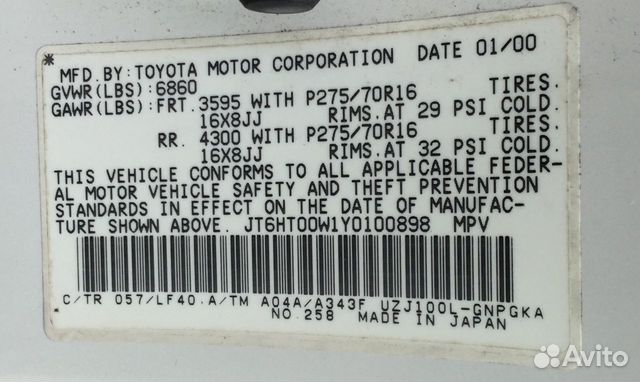 * MFD. BY: TOYOTA MOTOR CORPORATION DATE 01/00
GVWR(LBS):6860
GAWR(LBS):FRT. 3595 WITH P275/70R16 TIRES.
16X8JJ RIMS.AT 29 PSI COLD.
RR. 4300 WITH P275/70R16 TIRES.
16X8JJ RIMS.AT 32 PSI COLD.
THIS VEHICLE CONFORMS TO ALL APPLICABLE FEDER-
AL MOTOR VEHICLE SAFETY AND THEFT PREVENTION
STANDARDS IN EFFECT ON THE DATE OF MANUFAC-
TURE SHOWN ABOVE. JT6HT00W1Y0100898 MPV
C/TR 057/LF40 A/TM A04A/A343F UZJ100L-GNPGKA
NO.258 MADE IN JAPAN
Avito